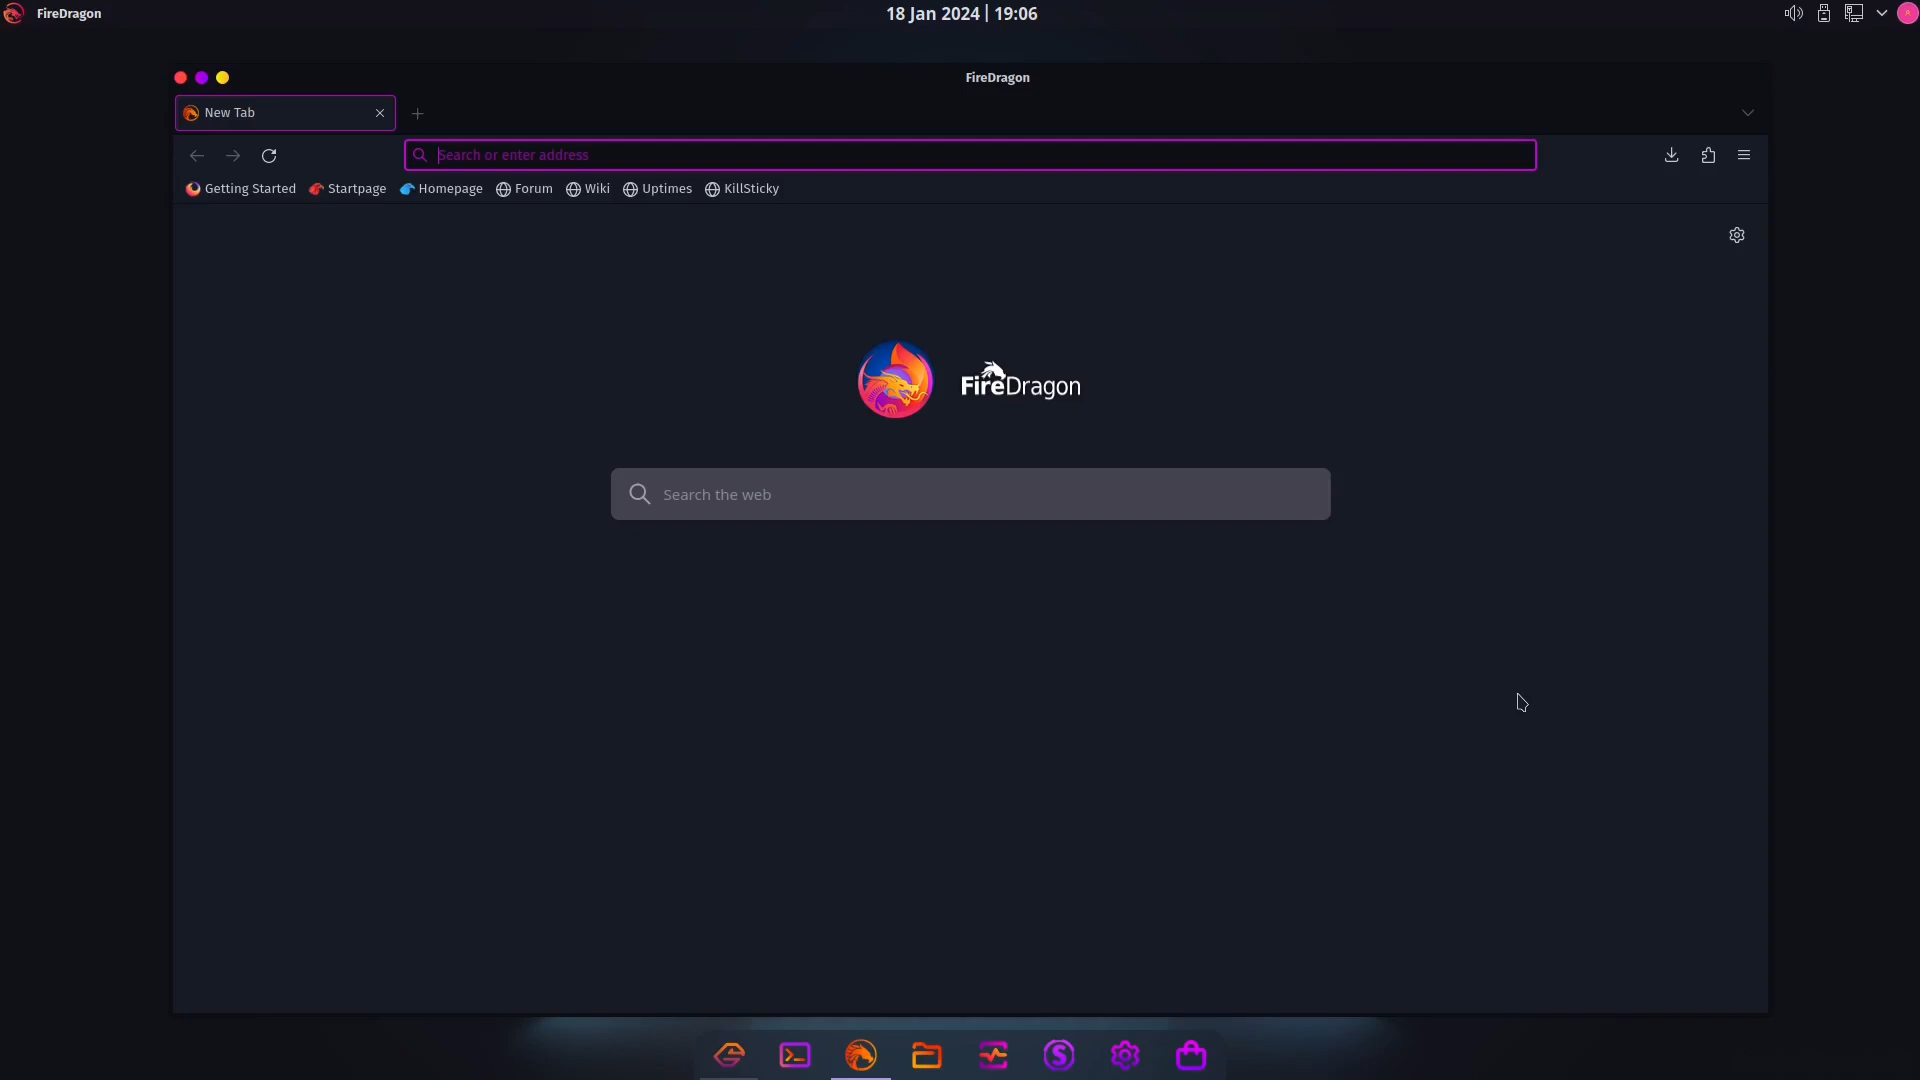 FireDragon
18 Jan 2024 | 19:06
FireDragon
New Tab
Search or enter address
Getting Started Startpage Homepage Forum Wiki Uptimes KillSticky
FireDragon
Search the web